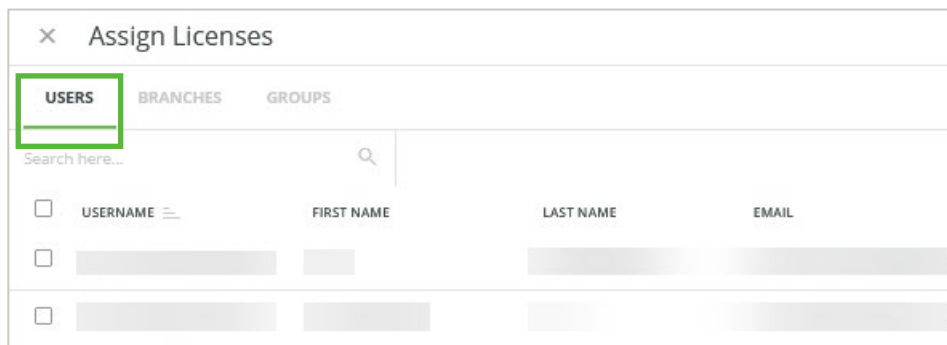 Assign Licenses
USERS BRANCHES GROUPS
Search here...
USERNAME FIRST NAME LAST NAME EMAIL